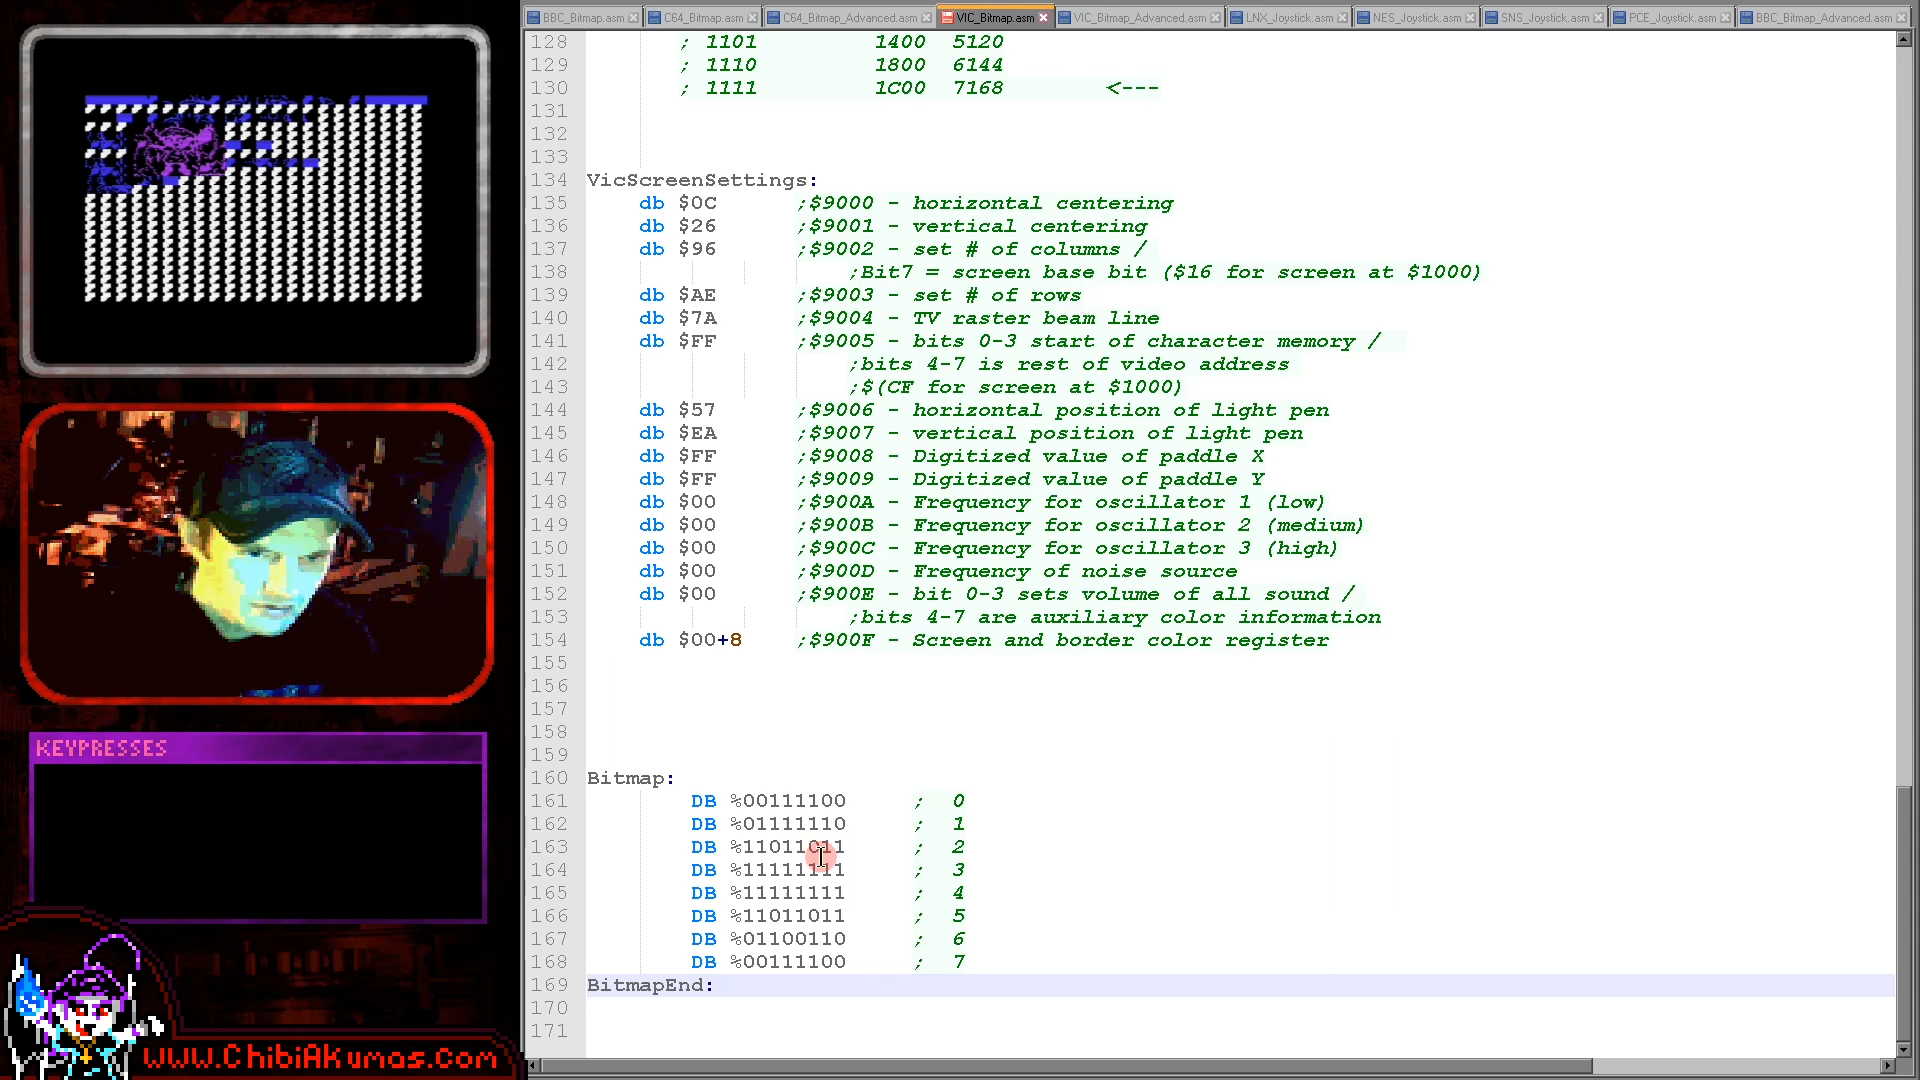 BBC_Bitmap.asm C64_Bitmap.asm C64_Bitmap_Advanced.asm VIC_Bitmap.asm VIC_Bitmap_Advanced.asm LNX_Joystick.asm NES_Joystick.asm SNS_Joystick.asm PCE_Joystick.asm BBC_Bitmap_Advanced.asm
128 ; 1101 1400 5120
129 ; 1110 1800 6144
130 ; 1111 1C00 7168 <---
131
132
133
134 VicScreenSettings:
135 db $0C ;$9000 - horizontal centering
136 db $26 ;$9001 - vertical centering
137 db $96 ;$9002 - set # of columns /
138 ;Bit7 = screen base bit ($16 for screen at $1000)
139 db $AE ;$9003 - set # of rows
140 db $7A ;$9004 - TV raster beam line
141 db $FF ;$9005 - bits 0-3 start of character memory /
142 ;bits 4-7 is rest of video address
143 ;$(CF for screen at $1000)
144 db $57 ;$9006 - horizontal position of light pen
145 db $EA ;$9007 - vertical position of light pen
146 db $FF ;$9008 - Digitized value of paddle X
147 db $FF ;$9009 - Digitized value of paddle Y
148 db $00 ;$900A - Frequency for oscillator 1 (low)
149 db $00 ;$900B - Frequency for oscillator 2 (medium)
150 db $00 ;$900C - Frequency for oscillator 3 (high)
151 db $00 ;$900D - Frequency of noise source
152 db $00 ;$900E - bit 0-3 sets volume of all sound /
153 ;bits 4-7 are auxiliary color information
154 db $00+8 ;$900F - Screen and border color register
155
156
157
158
159
160 Bitmap:
161 DB %00111100 ; 0
162 DB %01111110 ; 1
163 DB %11011011 ; 2
164 DB %11111111 ; 3
165 DB %11111111 ; 4
166 DB %11011011 ; 5
167 DB %01100110 ; 6
168 DB %00111100 ; 7
169 BitmapEnd:
170
171
KEYPRESSES
www.ChibiAkumas.com